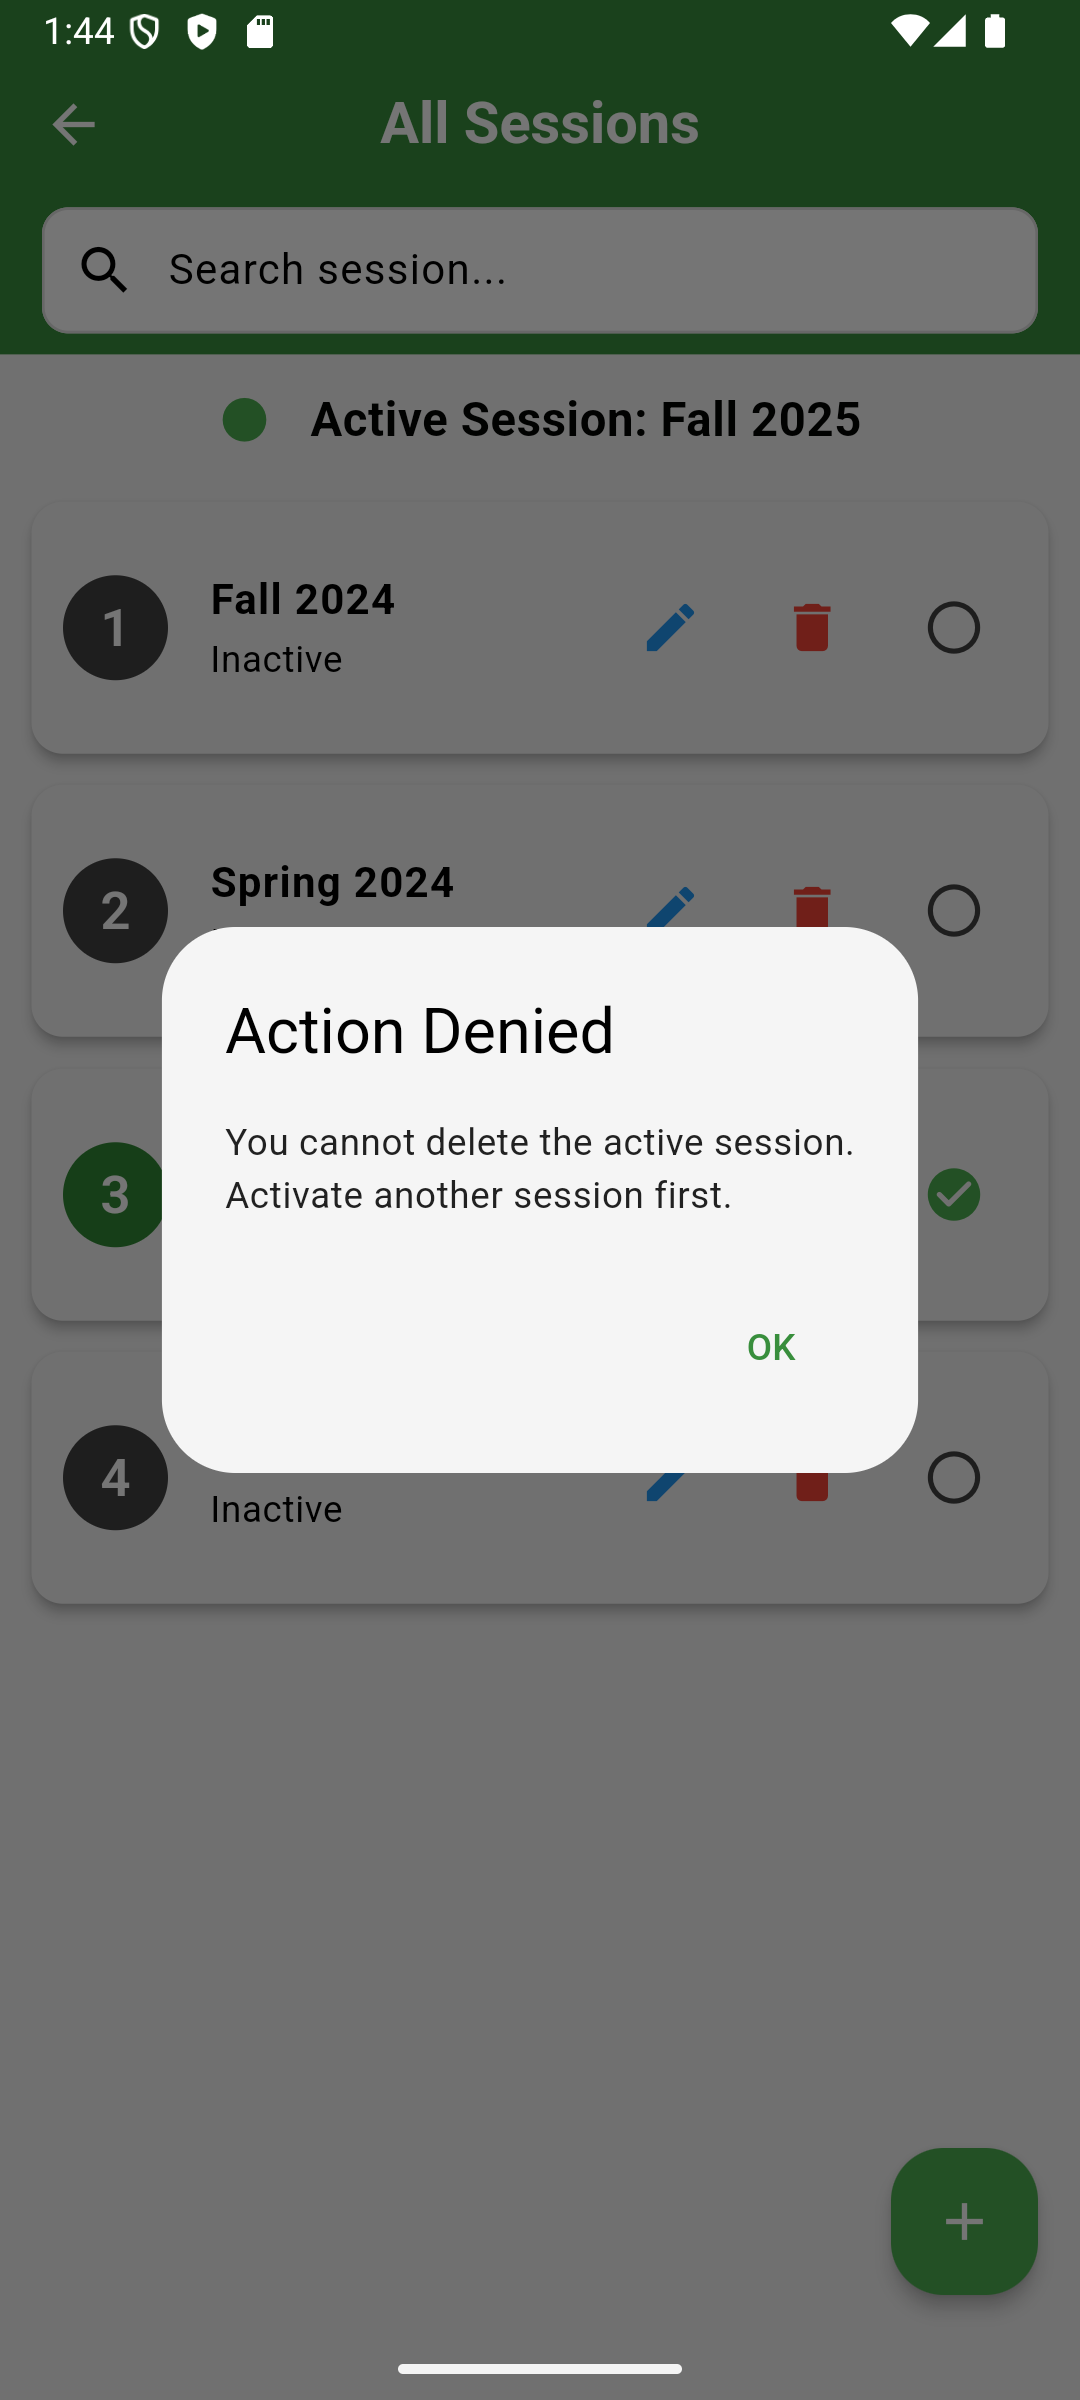 1:44
All Sessions
Search session...
Active Session: Fall 2025
1
Fall 2024
Inactive
2
Spring 2024
Action Denied
You cannot delete the active session.
Activate another session first.
OK
3
4
Inactive